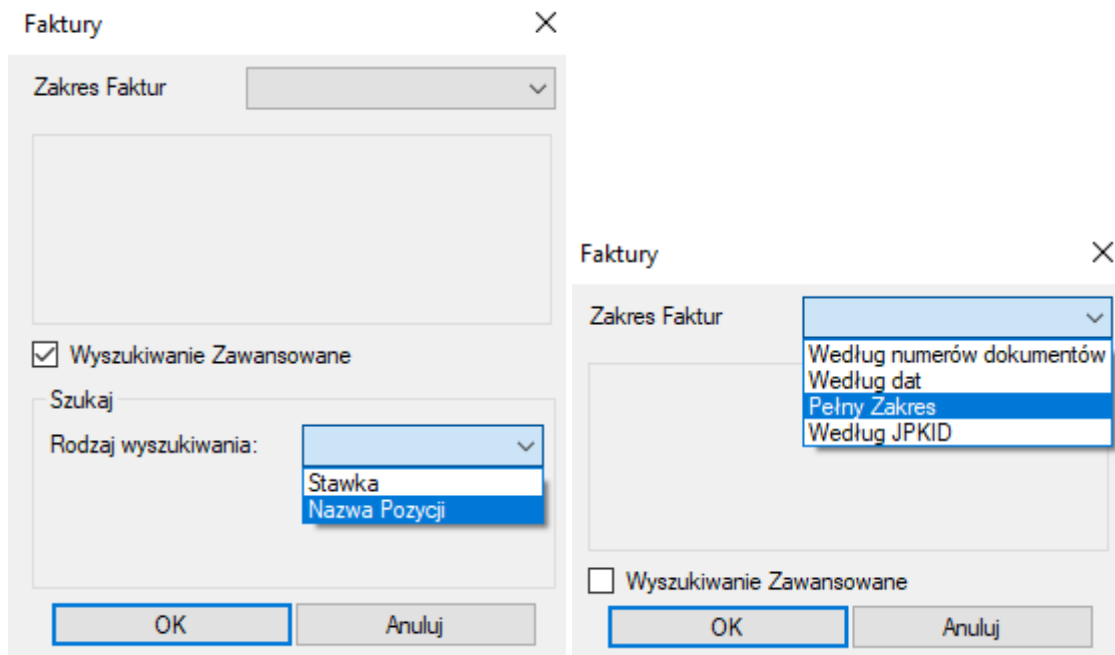 Faktury
Zakres Faktur
Wyszukiwanie Zawansowane
Szukaj
Rodzaj wyszukiwania:
Stawka
Nazwa Pozycji
OK Anuluj
Faktury
Zakres Faktur
Według numerów dokumentów
Według dat
Pełny Zakres
Według JPKID
Wyszukiwanie Zawansowane
OK Anuluj